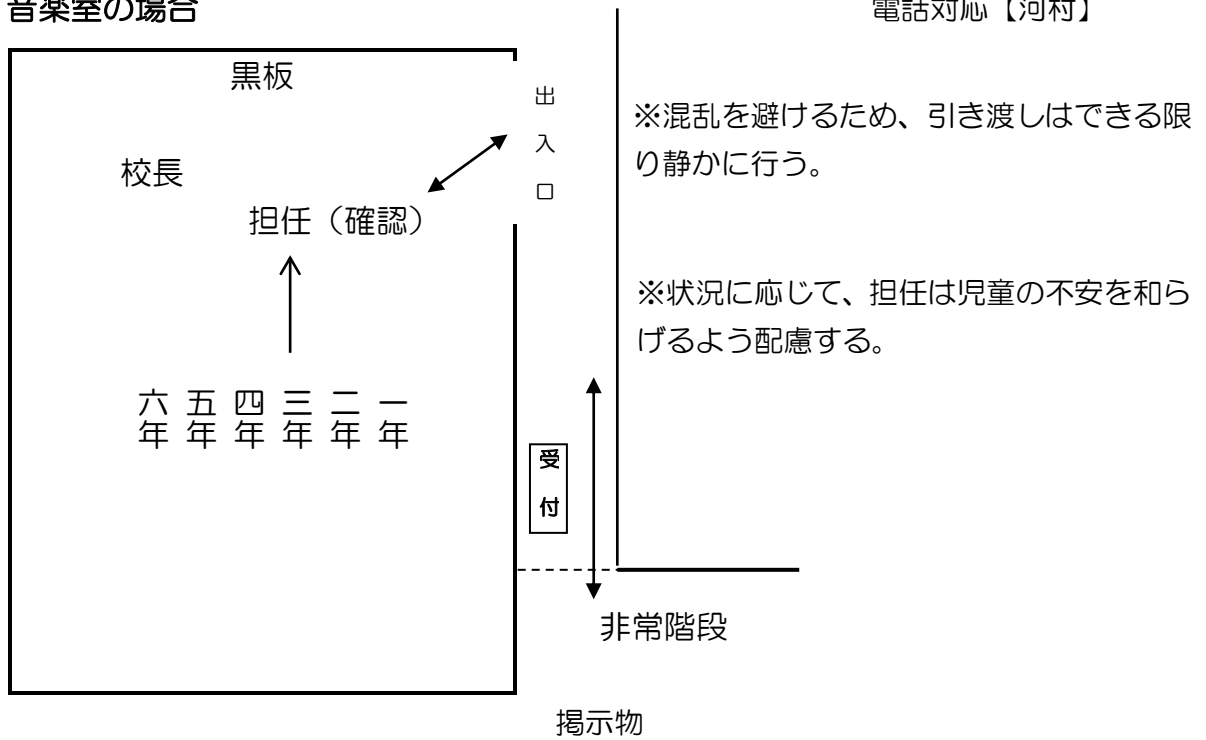 音楽室の場合
電話対応【河村】
黒板
出入口
※混乱を避けるため、引き渡しはできる限
り静かに行う。
校長
担任（確認）
※状況に応じて、担任は児童の不安を和ら
げるよう配慮する。
六年 五年 四年 三年 二年 一年
受付
非常階段
掲示物